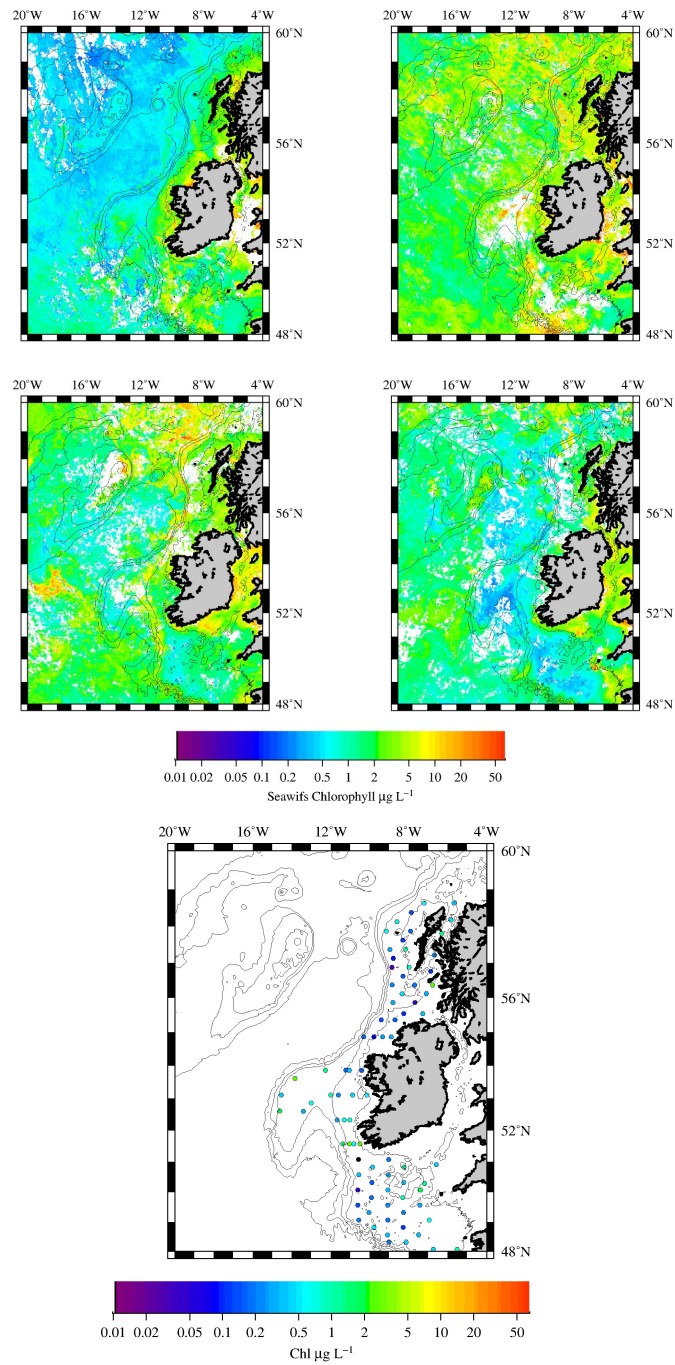 20˚W 16˚W 12˚W 8˚W 4˚W 20˚W 16˚W 12˚W 8˚W 4˚W
60˚N 60˚N
56˚N 56˚N
52˚N 52˚N
48˚N 48˚N
20˚W 16˚W 12˚W 8˚W 4˚W 20˚W 16˚W 12˚W 8˚W 4˚W
60˚N 60˚N
56˚N 56˚N
52˚N 52˚N
48˚N 48˚N
0.01 0.02 0.05 0.1 0.2 0.5 1 2 5 10 20 50
Seawifs Chlorophyll µg L⁻¹
20˚W 16˚W 12˚W 8˚W 4˚W
60˚N
56˚N
52˚N
48˚N
0.01 0.02 0.05 0.1 0.2 0.5 1 2 5 10 20 50
Chl µg L⁻¹